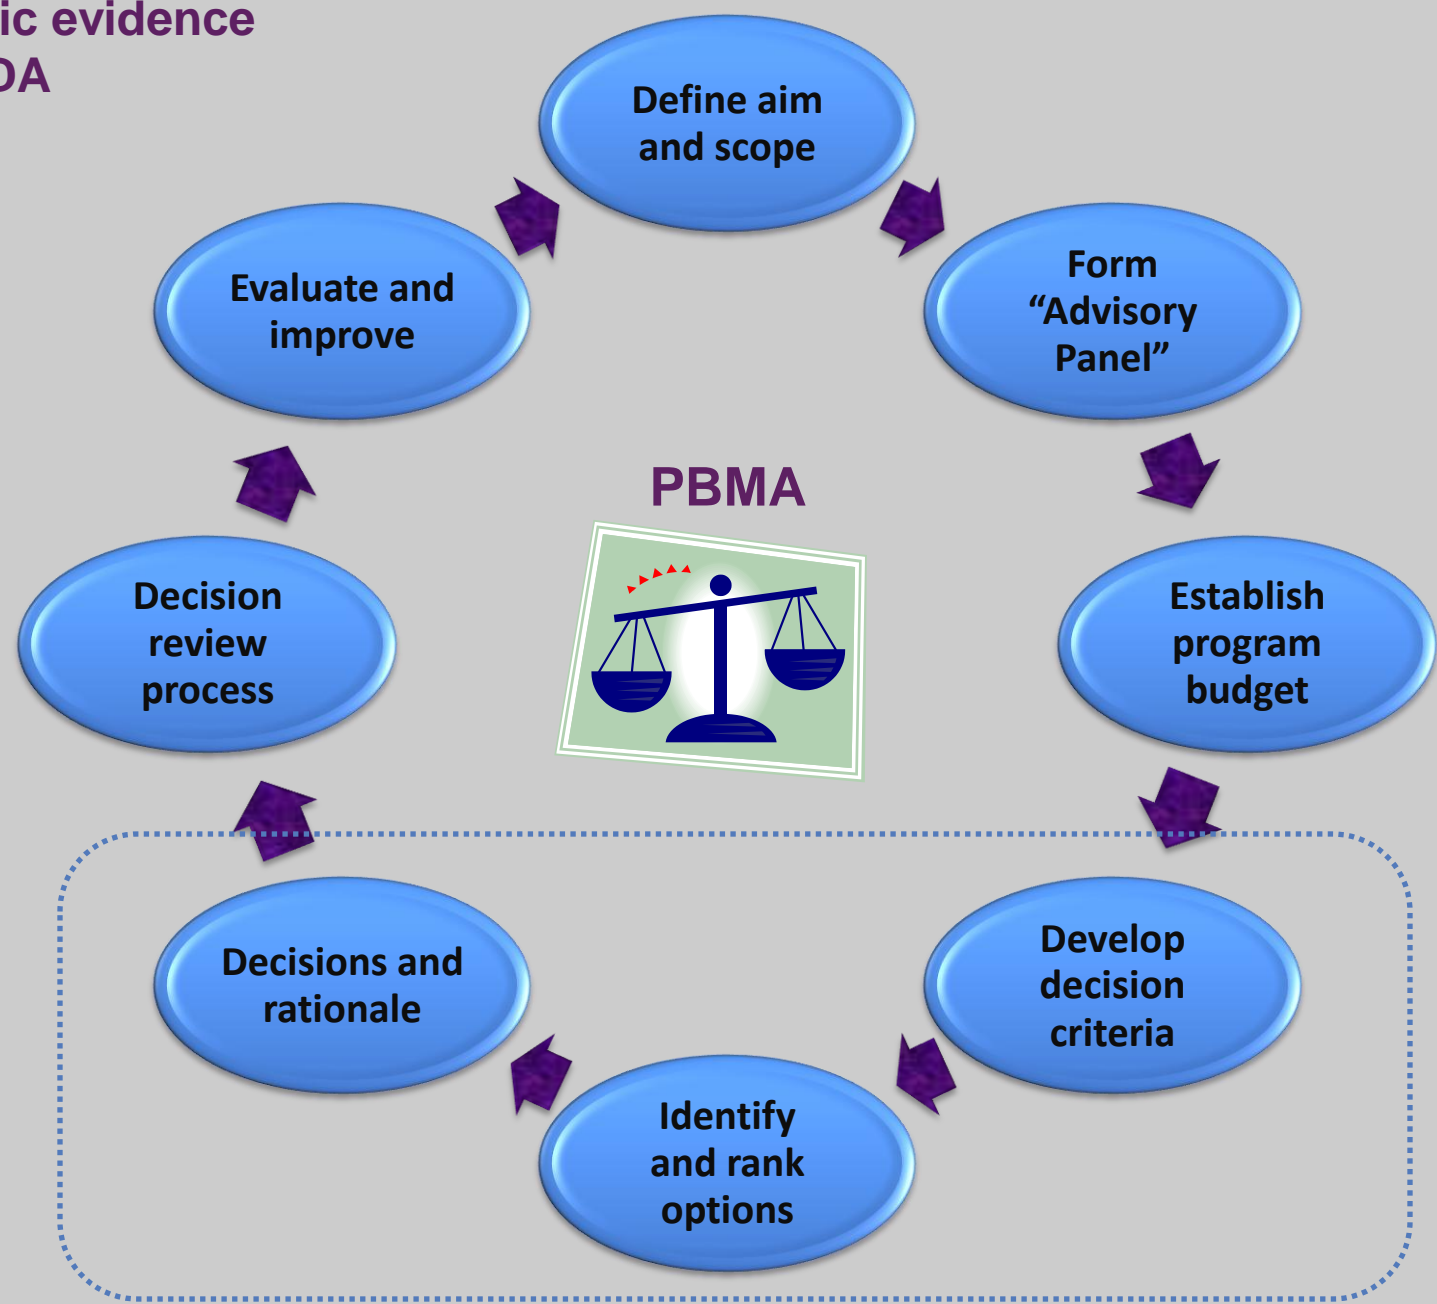 ic evidence
DA
Define aim
and scope
Form
“Advisory
Panel”
Establish
program
budget
Develop
decision
criteria
Identify
and rank
options
Decisions and
rationale
Decision
review
process
Evaluate and
improve
PBMA